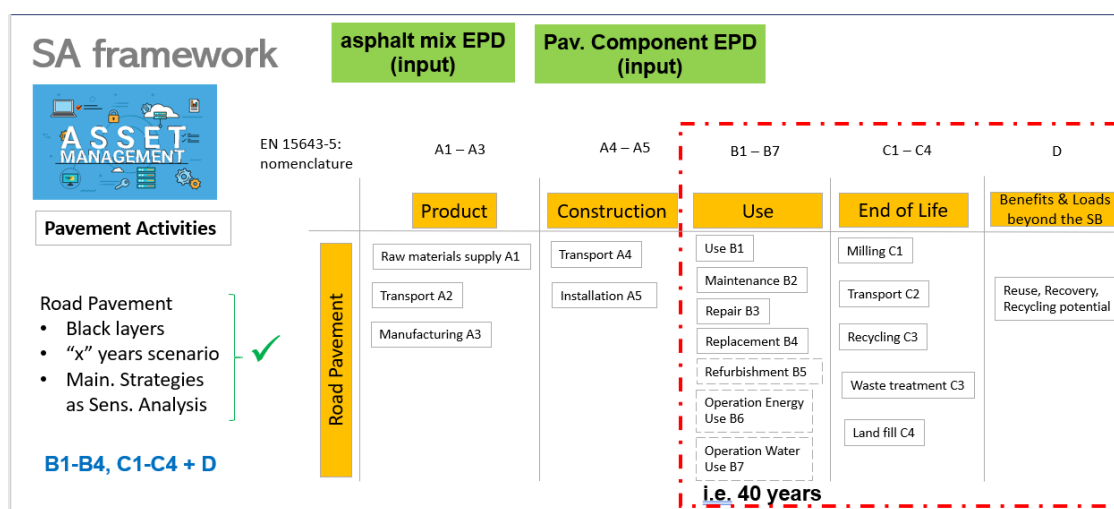 SA framework
asphalt mix EPD
(input)
Pav. Component EPD
(input)
ASSET
MANAGEMENT
EN 15643-5:
nomenclature
A1 – A3
A4 – A5
B1 – B7
C1 – C4
D
Pavement Activities
Product
Construction
Use
End of Life
Benefits & Loads
beyond the SB
Road Pavement
Raw materials supply A1
Transport A2
Manufacturing A3
Transport A4
Installation A5
Use B1
Maintenance B2
Repair B3
Replacement B4
Refurbishment B5
Operation Energy
Use B6
Operation Water
Use B7
Milling C1
Transport C2
Recycling C3
Waste treatment C3
Land fill C4
Reuse, Recovery,
Recycling potential
Road Pavement
• Black layers
• “x” years scenario
• Main. Strategies
as Sens. Analysis
B1-B4, C1-C4 + D
i.e. 40 years